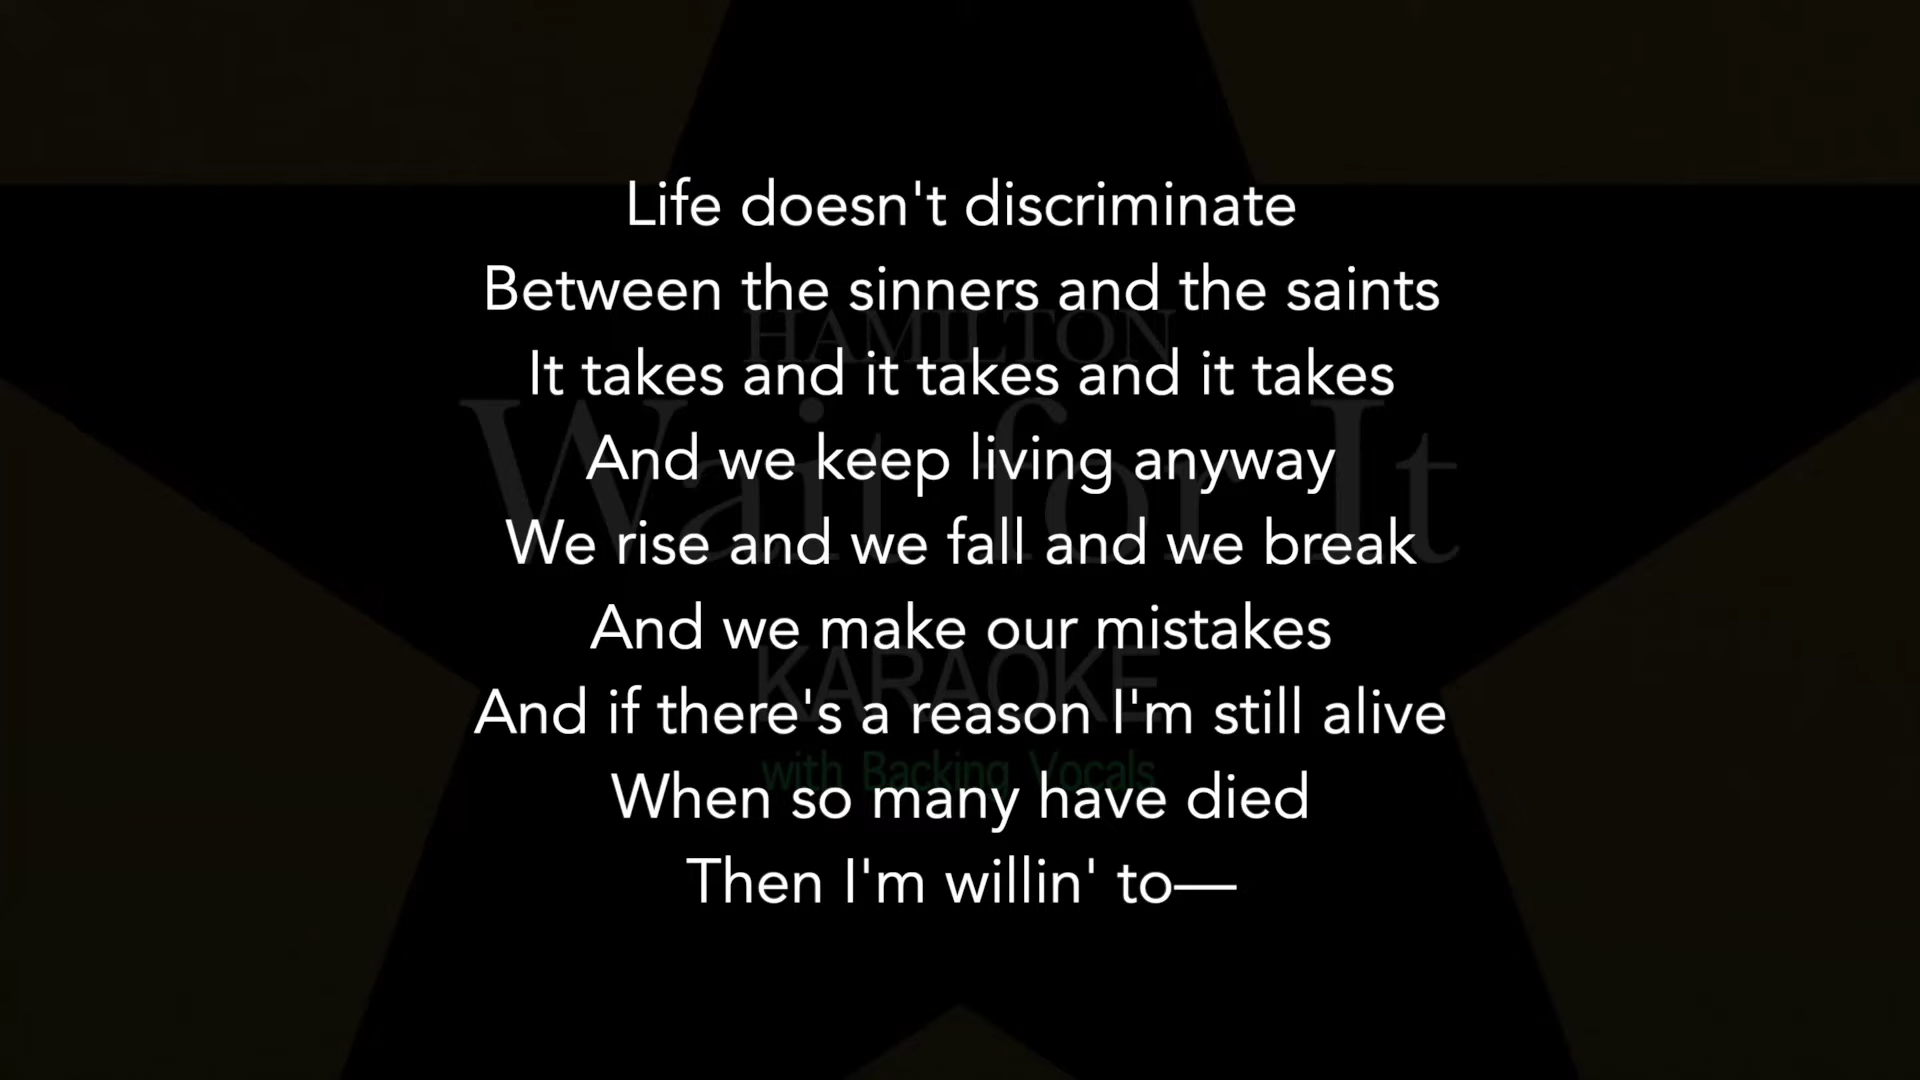 Life doesn't discriminate
Between the sinners and the saints
HAMILTON
It takes and it takes and it takes
Wait for It
And we keep living anyway
We rise and we fall and we break
And we make our mistakes
KARAOKE
And if there's a reason I'm still alive
with Backing Vocals
When so many have died
Then I'm willin' to—